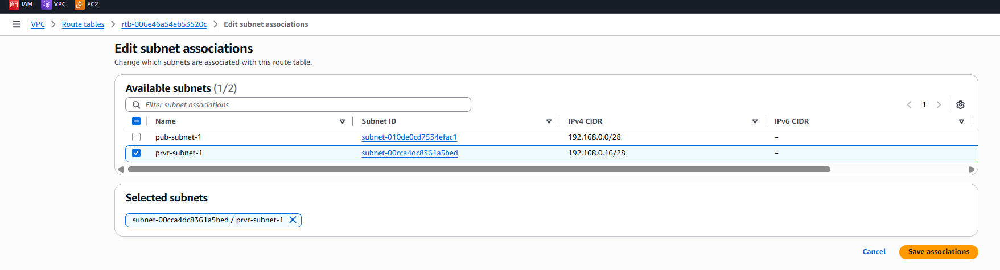 IAM VPC EC2
VPC Route tables rtb-006e46a54eb53520c Edit subnet associations
Edit subnet associations
Change which subnets are associated with this route table.
Available subnets (1/2)
Filter subnet associations
1
Name Subnet ID IPv4 CIDR IPv6 CIDR
pub-subnet-1 subnet-010de0cd7534efac1 192.168.0.0/28 –
prvt-subnet-1 subnet-00cca4dc8361a5bed 192.168.0.16/28 –
Selected subnets
subnet-00cca4dc8361a5bed / prvt-subnet-1
Cancel Save associations